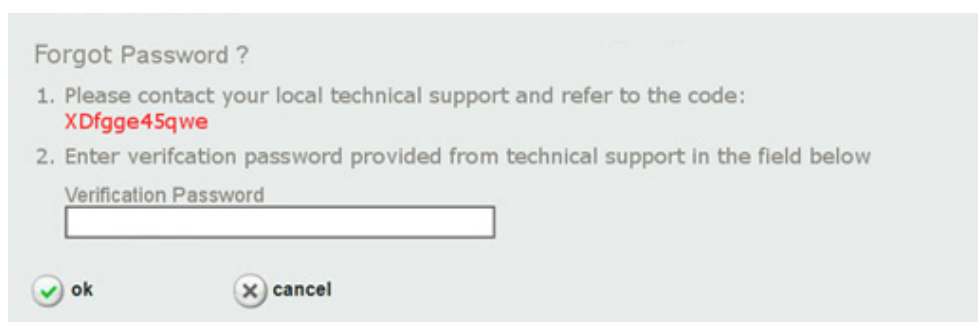 Forgot Password ?
1. Please contact your local technical support and refer to the code:
XDfgge45qwe
2. Enter verifcation password provided from technical support in the field below
Verification Password
ok
cancel